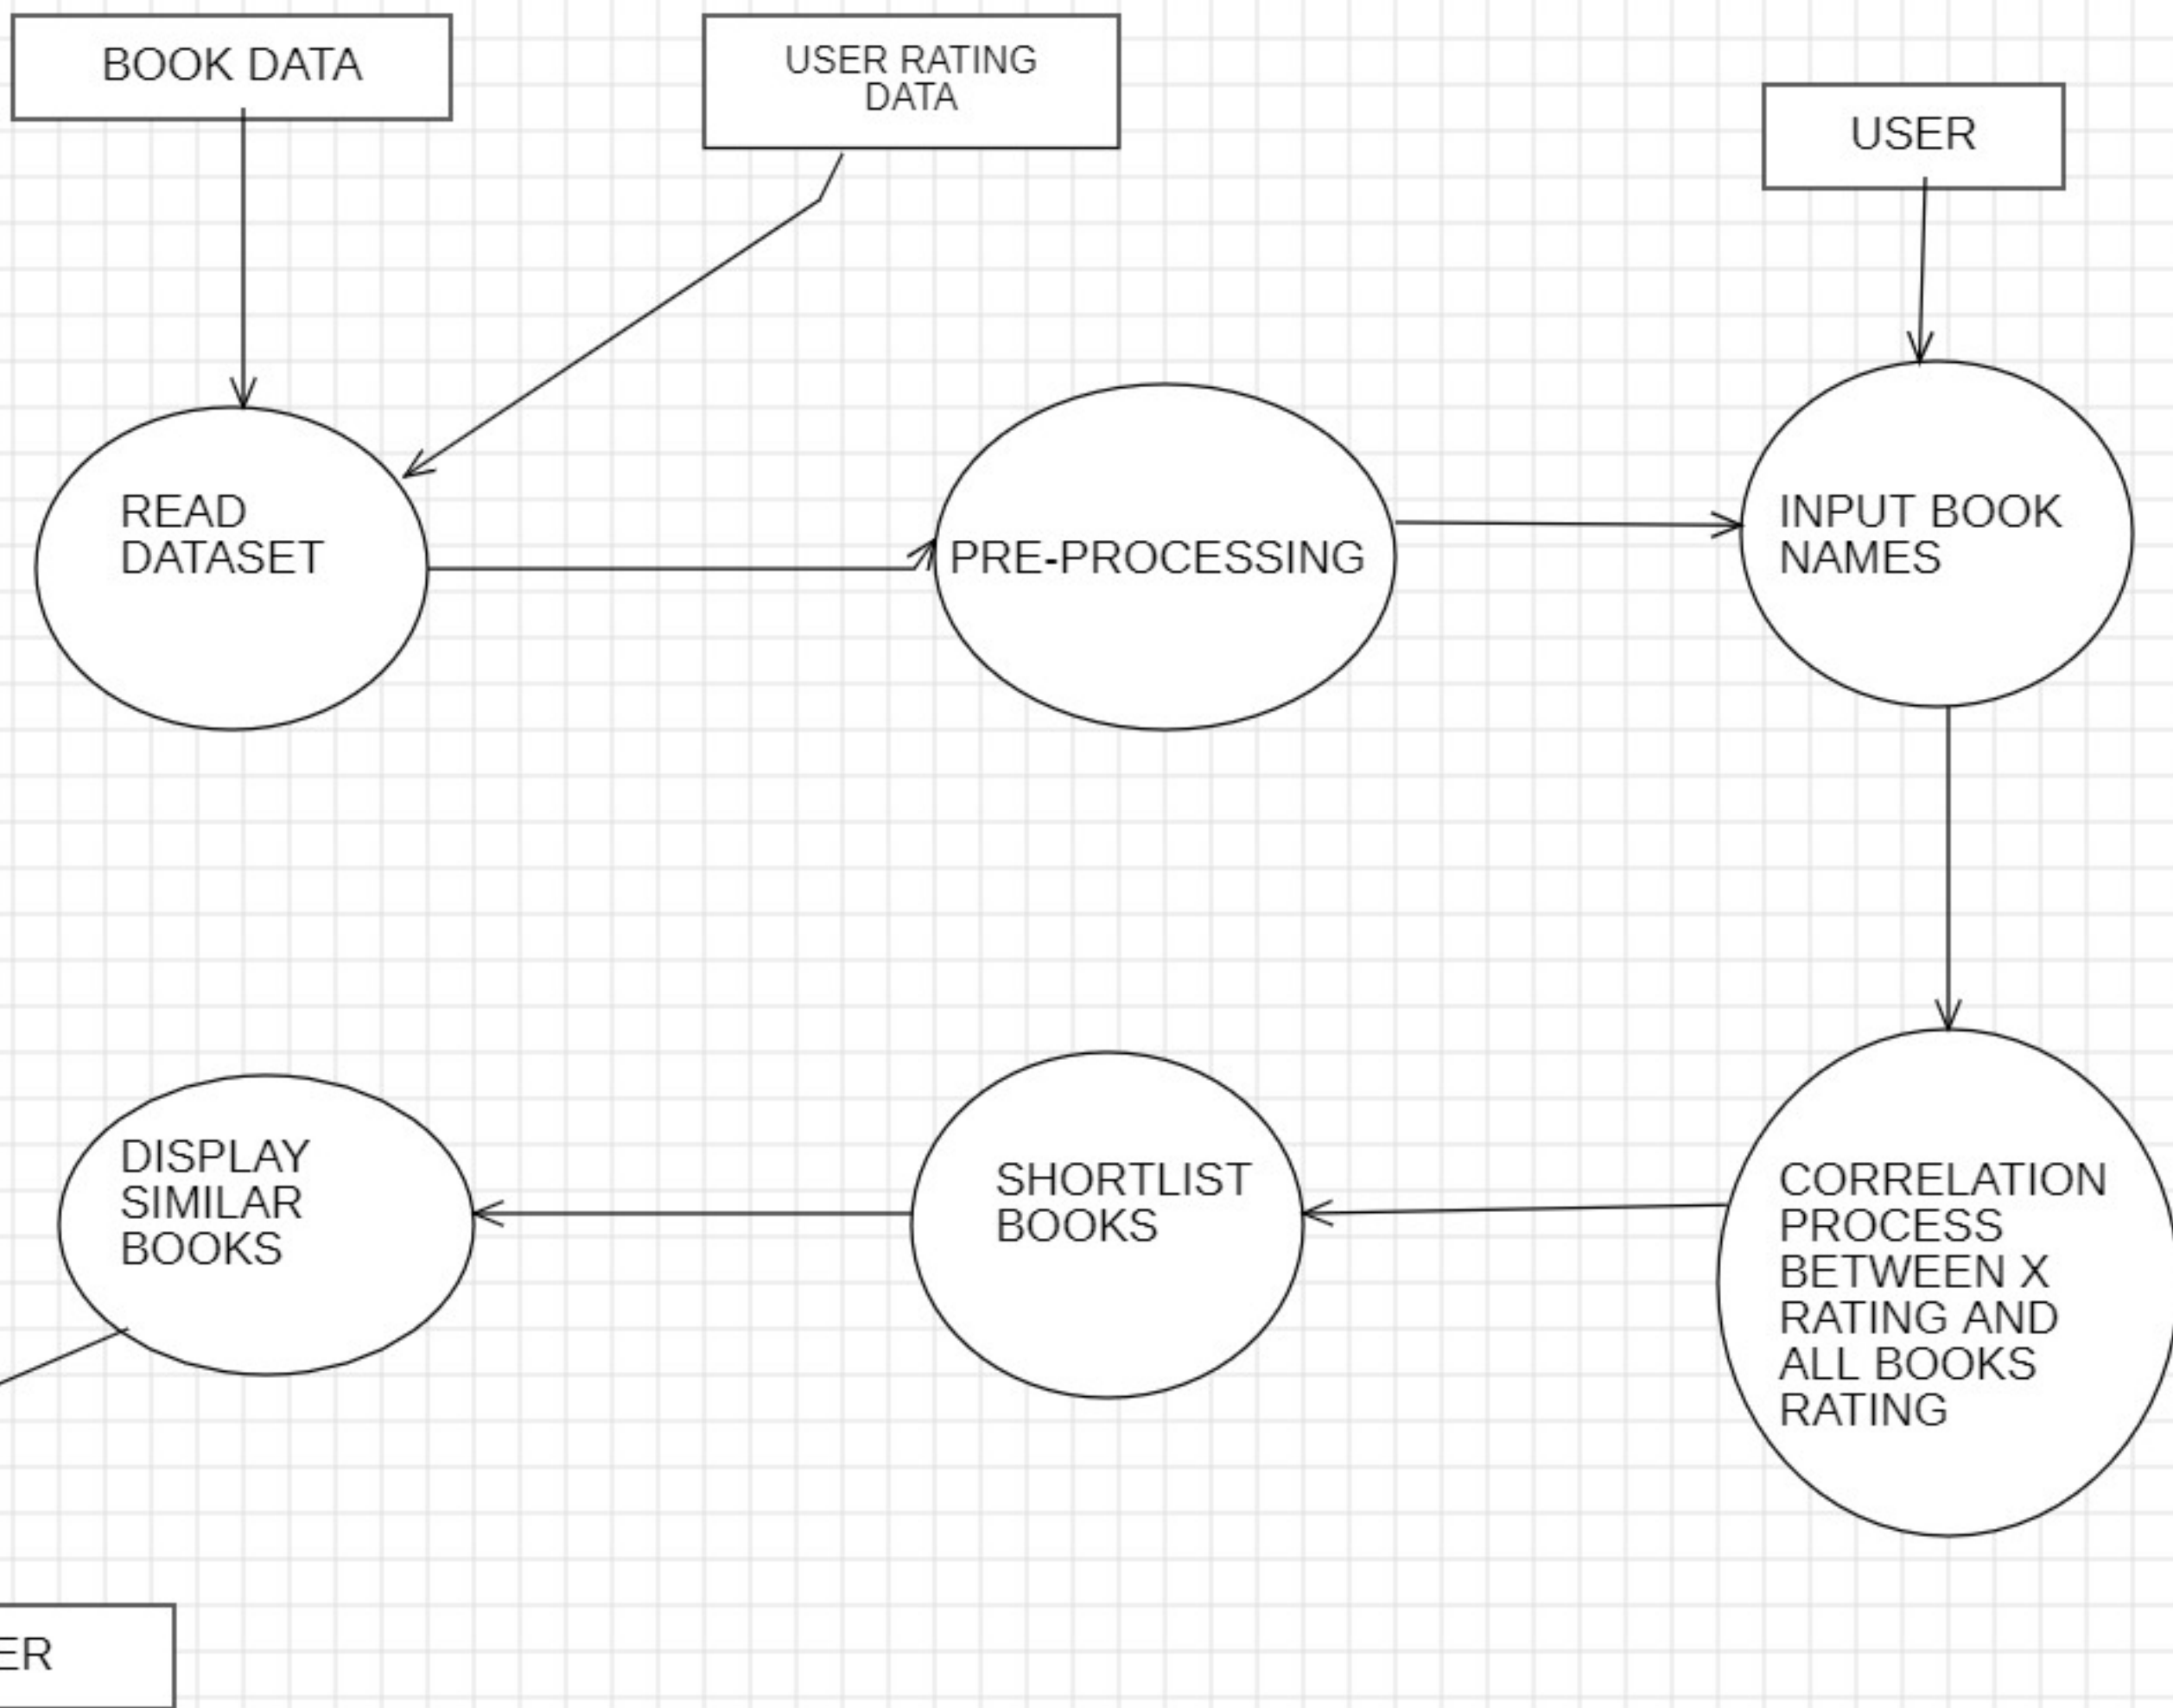 BOOK DATA
USER RATING
DATA
USER
READ
DATASET
PRE-PROCESSING
INPUT BOOK
NAMES
DISPLAY
SIMILAR
BOOKS
SHORTLIST
BOOKS
CORRELATION
PROCESS
BETWEEN X
RATING AND
ALL BOOKS
RATING